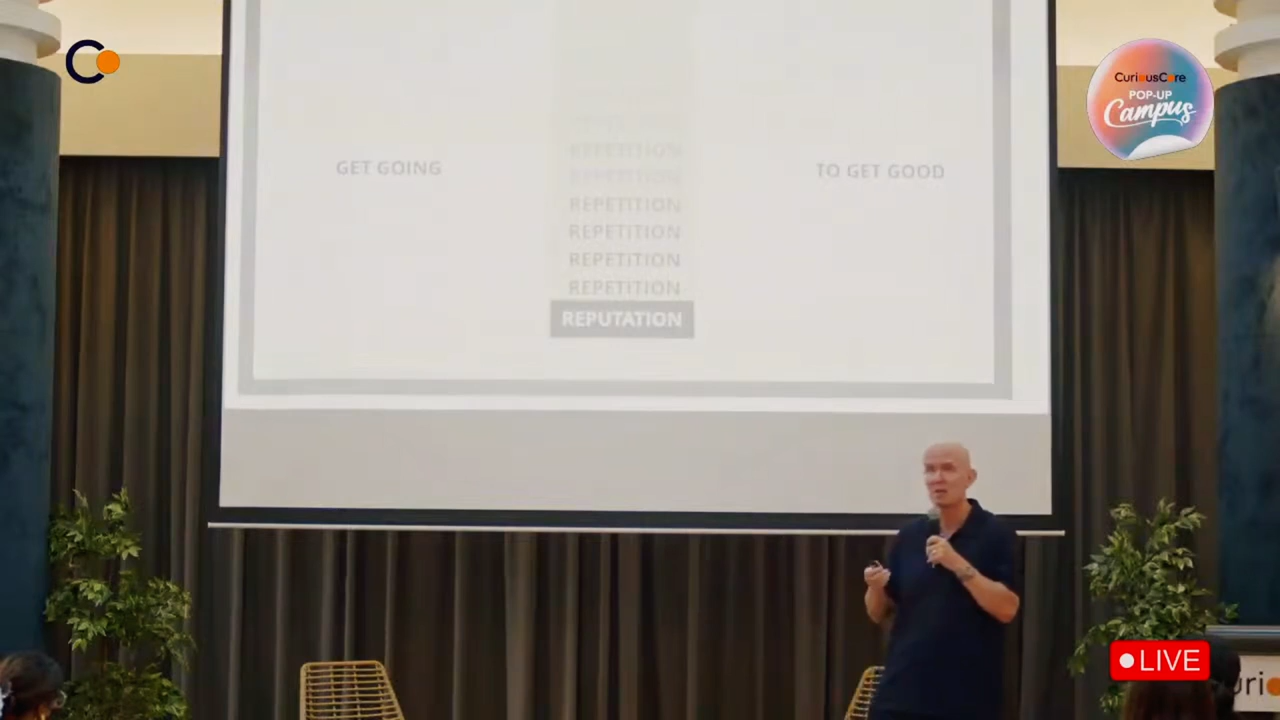 CuriousCore
POP-UP
Campus
GET GOING
TO GET GOOD
REPETITION
REPETITION
REPETITION
REPETITION
REPETITION
REPETITION
REPUTATION
LIVE